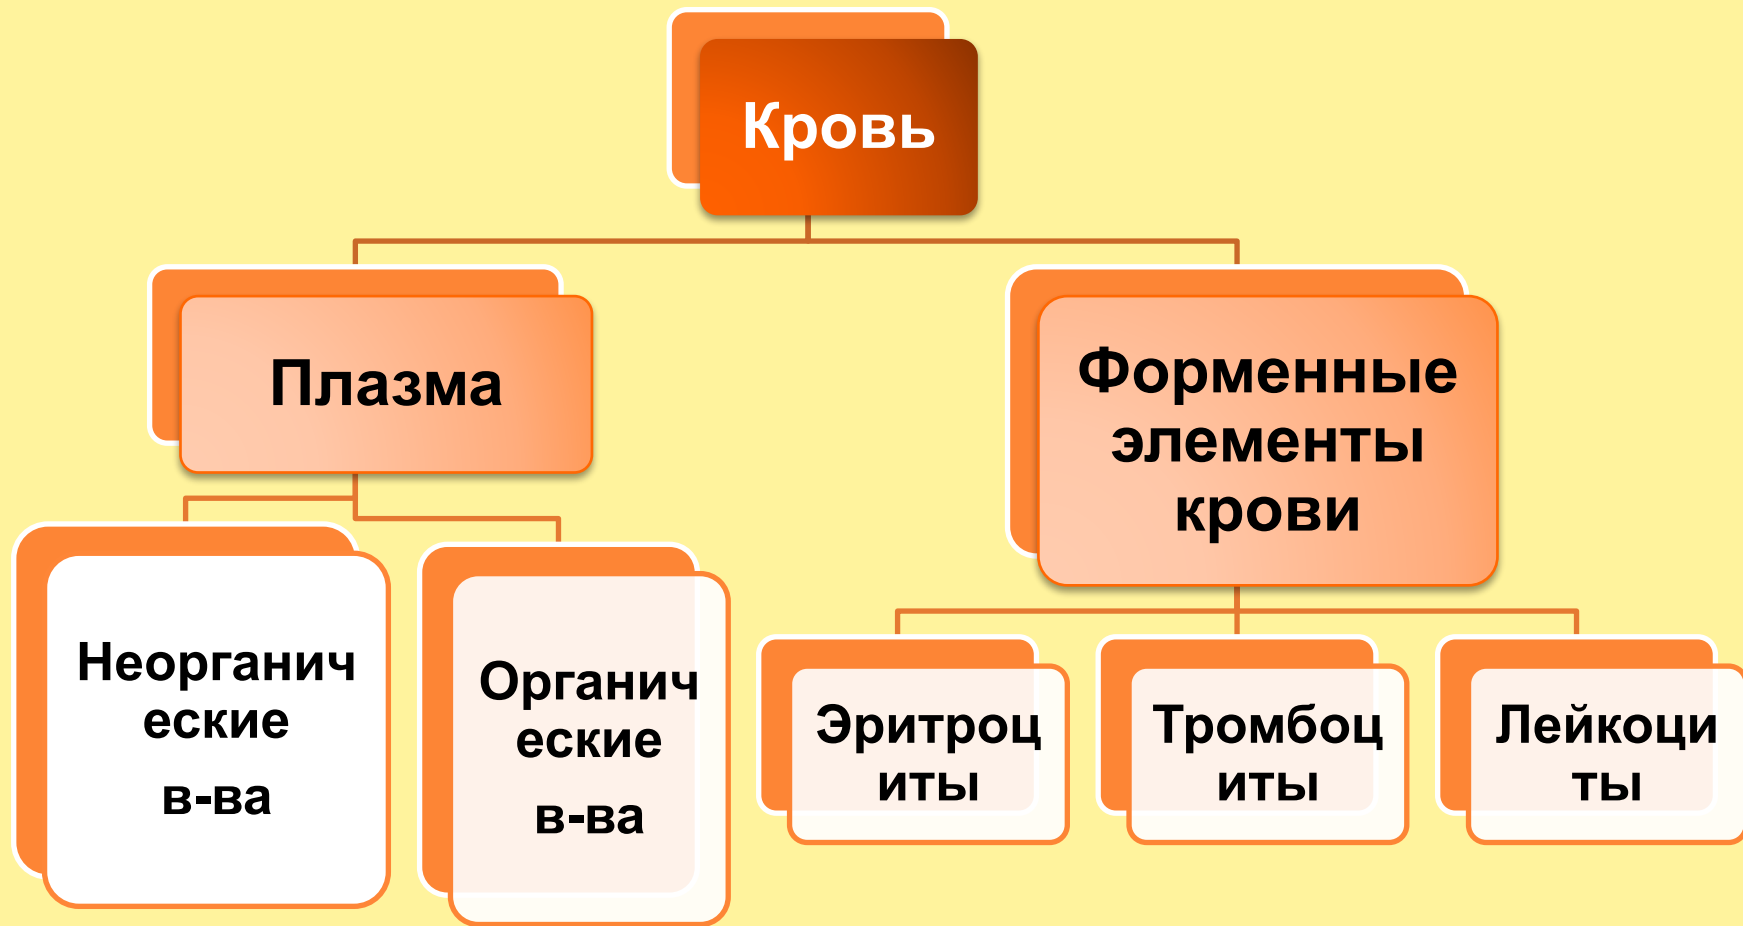 Кровь
Плазма
Форменные
элементы
крови
Неорганич
еские
в-ва
Органич
еские
в-ва
Эритроц
иты
Тромбоц
иты
Лейкоци
ты